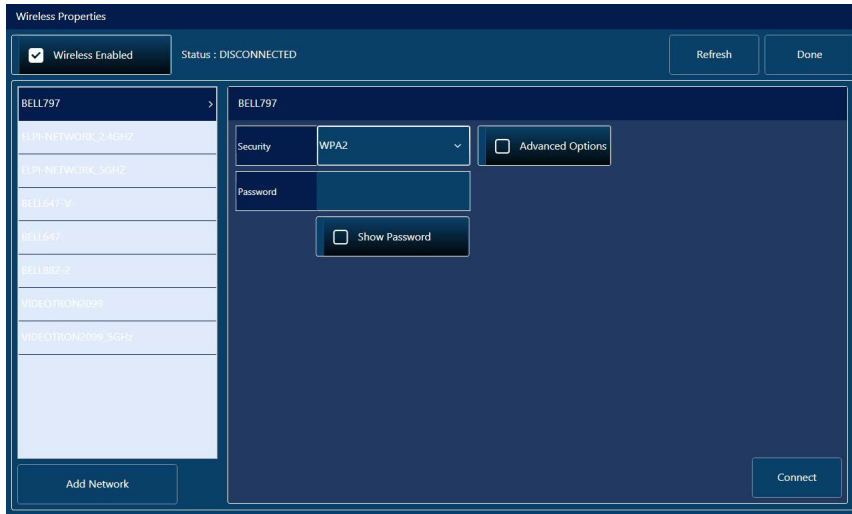 Wireless Properties
Wireless Enabled
Status : DISCONNECTED
Refresh
Done
BELL797
ELPI-NETWORK_2.4GHZ
ELPI-NETWORK_5GHZ
BELL647-V
BELL647
BELL882-2
VIDEOTRON2099
VIDEOTRON2099_5GHz
Add Network
BELL797
Security
WPA2
Advanced Options
Password
Show Password
Connect